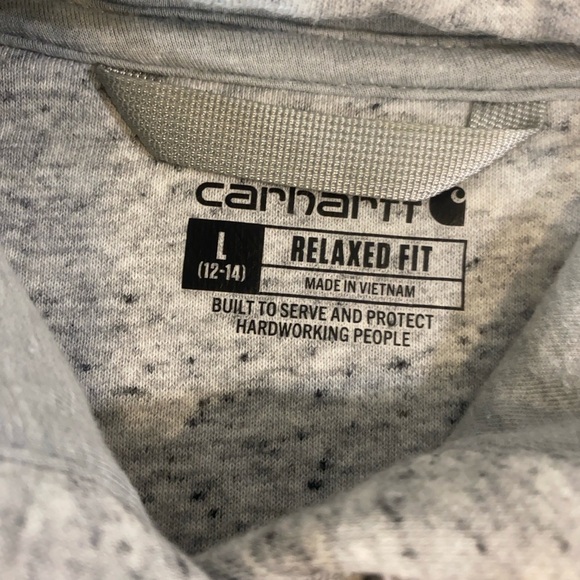 carhartt
L
(12-14)
RELAXED FIT
MADE IN VIETNAM
BUILT TO SERVE AND PROTECT
HARDWORKING PEOPLE